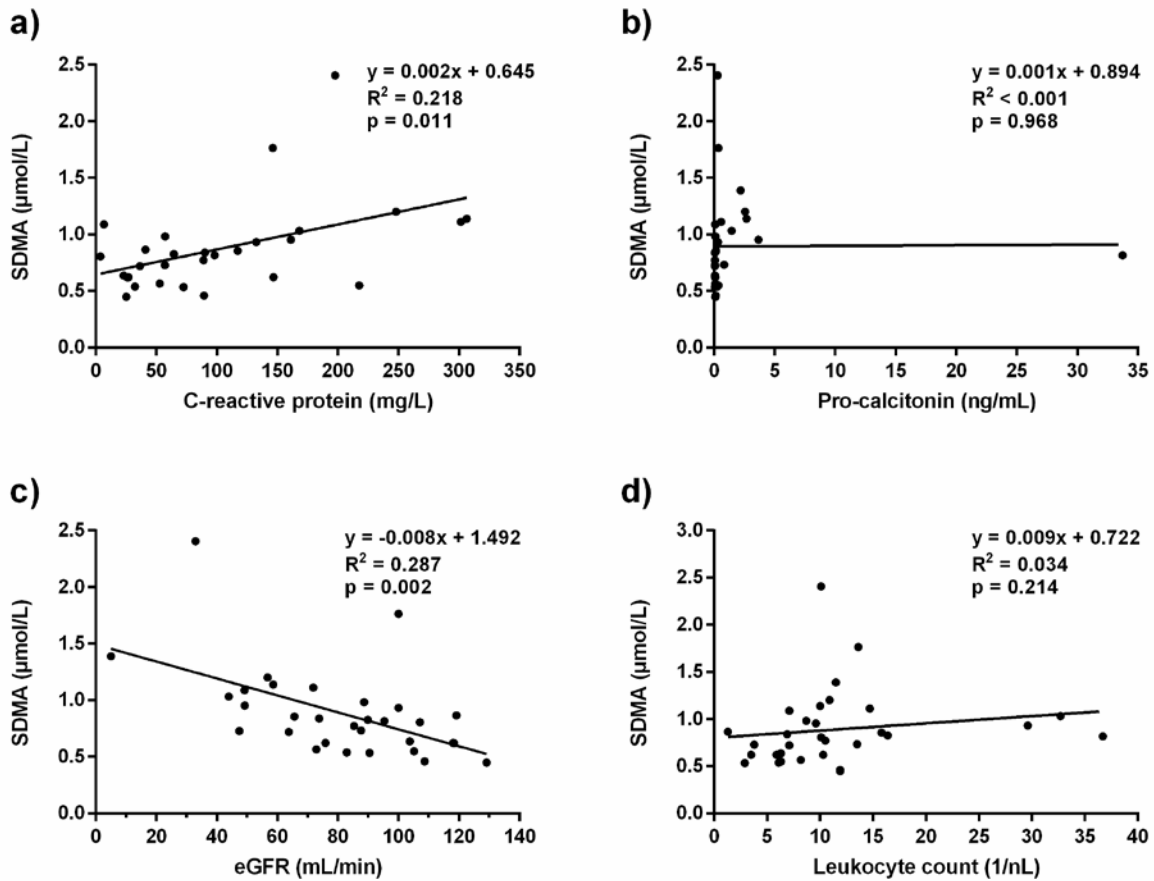 a)
y = 0.002x + 0.645
R² = 0.218
p = 0.011
SDMA (µmol/L)
2.5
2.0
1.5
1.0
0.5
0.0
0 50 100 150 200 250 300 350
C-reactive protein (mg/L)
b)
y = 0.001x + 0.894
R² < 0.001
p = 0.968
SDMA (µmol/L)
2.5
2.0
1.5
1.0
0.5
0.0
0 5 10 15 20 25 30 35
Pro-calcitonin (ng/mL)
c)
y = -0.008x + 1.492
R² = 0.287
p = 0.002
SDMA (µmol/L)
2.5
2.0
1.5
1.0
0.5
0.0
0 20 40 60 80 100 120 140
eGFR (mL/min)
d)
y = 0.009x + 0.722
R² = 0.034
p = 0.214
SDMA (µmol/L)
3.0
2.5
2.0
1.5
1.0
0.5
0.0
0 5 10 15 20 25 30 35 40
Leukocyte count (1/nL)